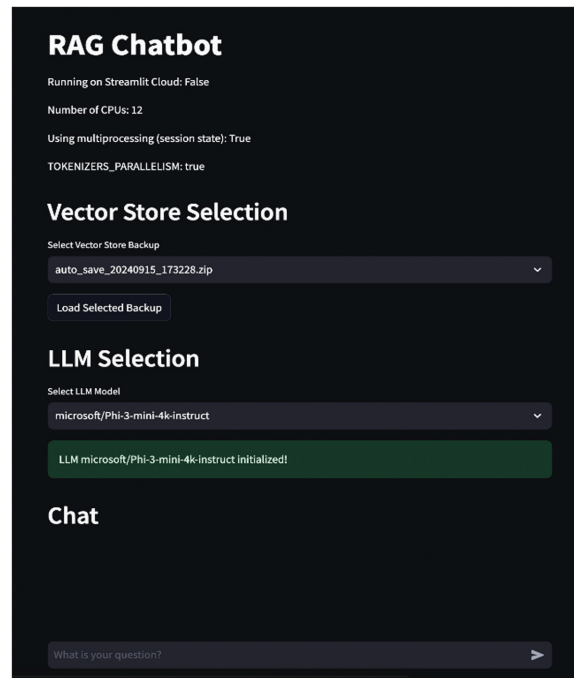 RAG Chatbot
Running on Streamlit Cloud: False
Number of CPUs: 12
Using multiprocessing (session state): True
TOKENIZERS_PARALLELISM: true
Vector Store Selection
Select Vector Store Backup
auto_save_20240915_173228.zip
Load Selected Backup
LLM Selection
Select LLM Model
microsoft/Phi-3-mini-4k-instruct
LLM microsoft/Phi-3-mini-4k-instruct initialized!
Chat
What is your question?